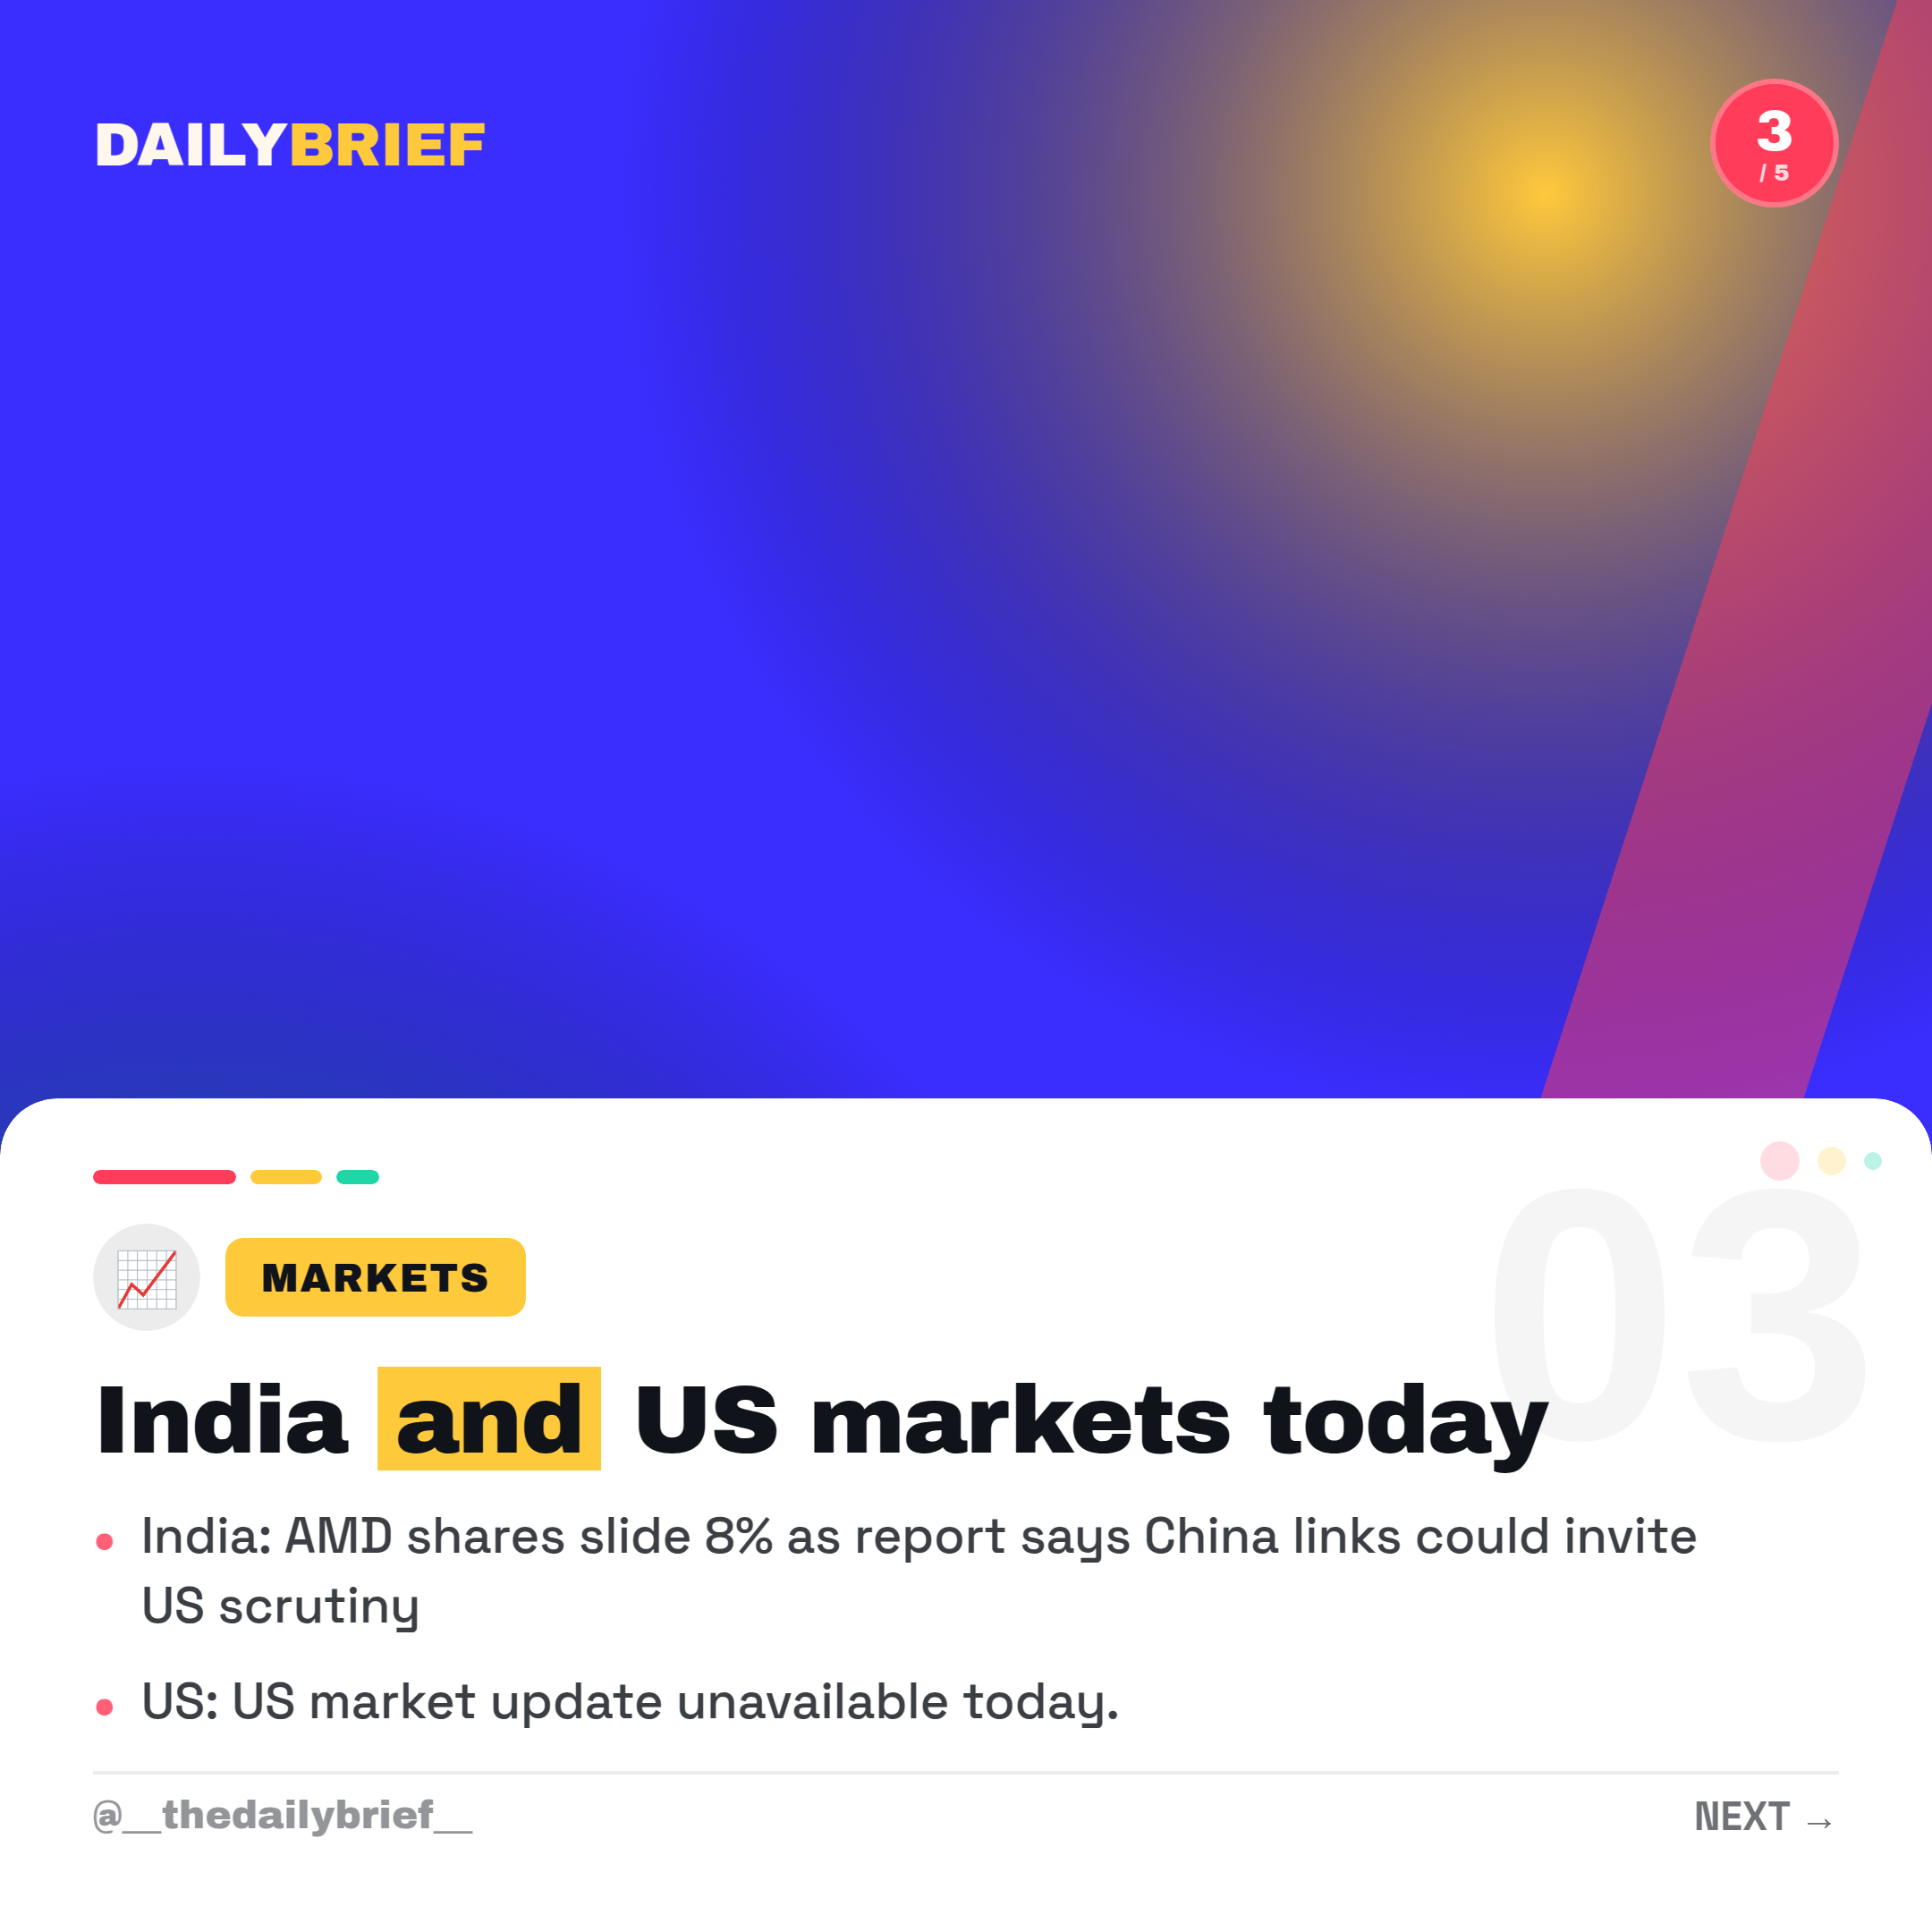 DAILYBRIEF
3
/ 5
03
📈 MARKETS
India and US markets today
• India: AMD shares slide 8% as report says China links could invite
US scrutiny
• US: US market update unavailable today.
@__thedailybrief__
NEXT →